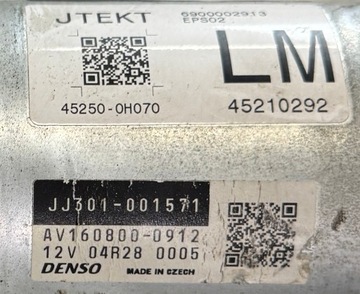 JTEKT
6900002913
EPS02
LM
45250-0H070
45210292
JJ301-001571
AV160800-0912
12V 04R28 0005
DENSO MADE IN CZECH